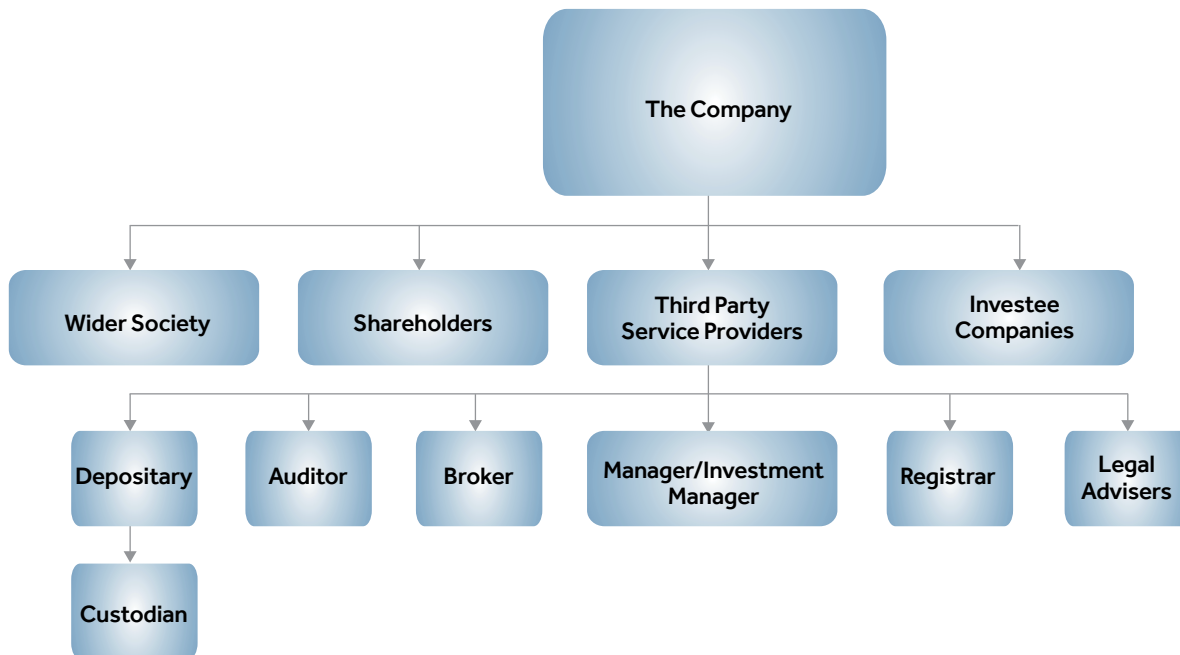 The Company
Wider Society
Shareholders
Third Party
Service Providers
Investee
Companies
Depositary
Auditor
Broker
Manager/Investment
Manager
Registrar
Legal
Advisers
Custodian